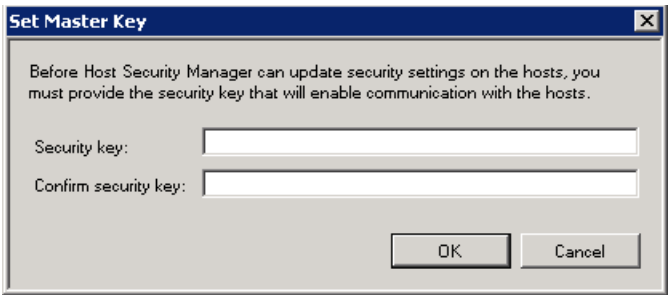 Set Master Key
Before Host Security Manager can update security settings on the hosts, you
must provide the security key that will enable communication with the hosts.
Security key:
Confirm security key:
OK Cancel